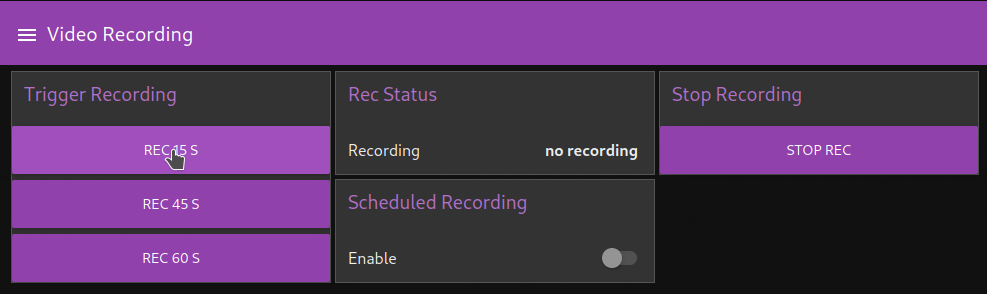 Video Recording
Trigger Recording
REC 15 S
REC 45 S
REC 60 S
Rec Status
Recording no recording
Scheduled Recording
Enable
Stop Recording
STOP REC